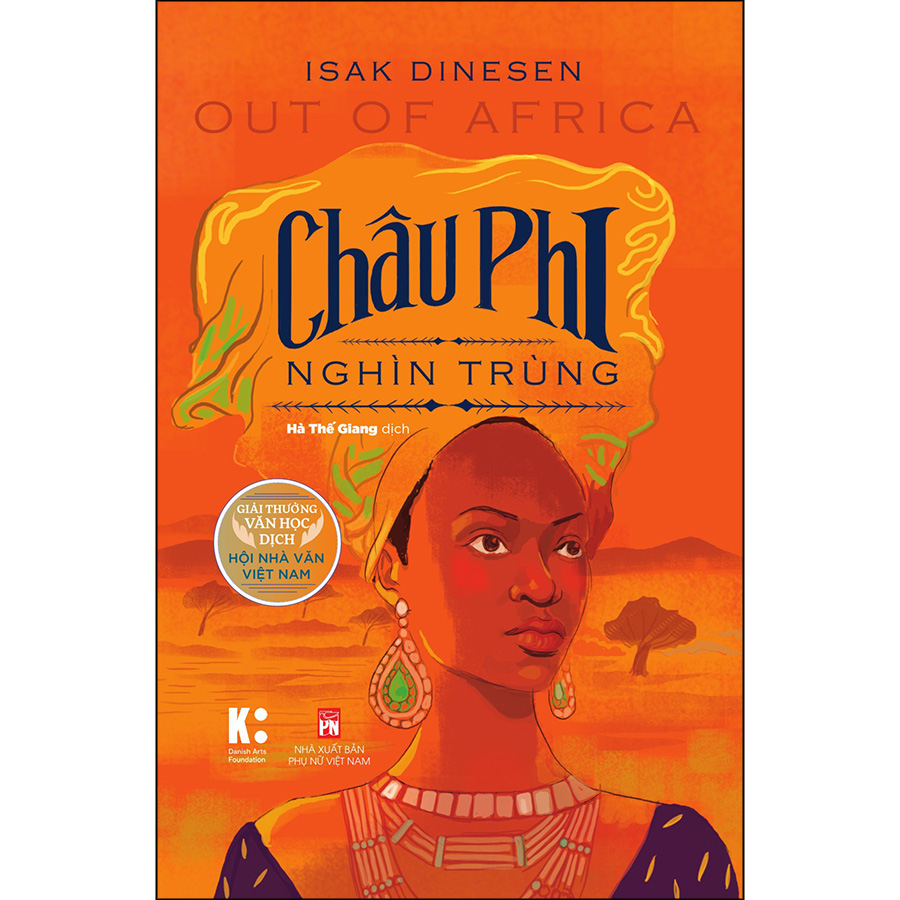 ISAK DINESEN
OUT OF AFRICA
Châu Phi
NGHÌN TRÙNG
Hà Thế Giang dịch
GIẢI THƯỞNG
VĂN HỌC
DỊCH
HỘI NHÀ VĂN
VIỆT NAM
K:
Danish Arts
Foundation
PN
NHÀ XUẤT BẢN
PHỤ NỮ VIỆT NAM